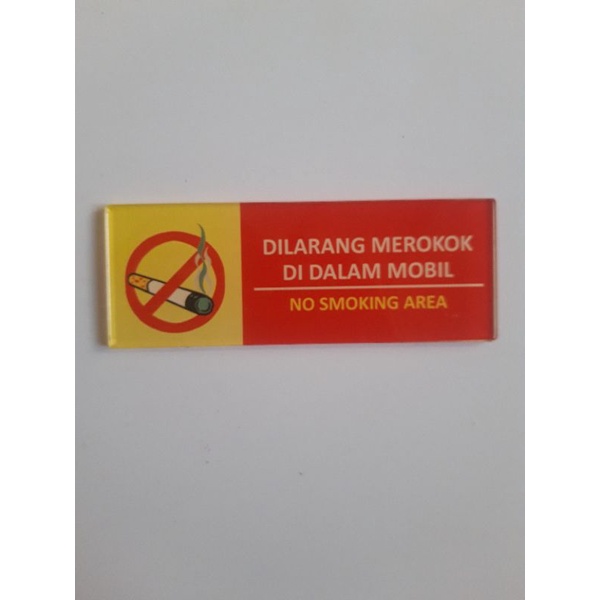 DILARANG MEROKOK
DI DALAM MOBIL
NO SMOKING AREA